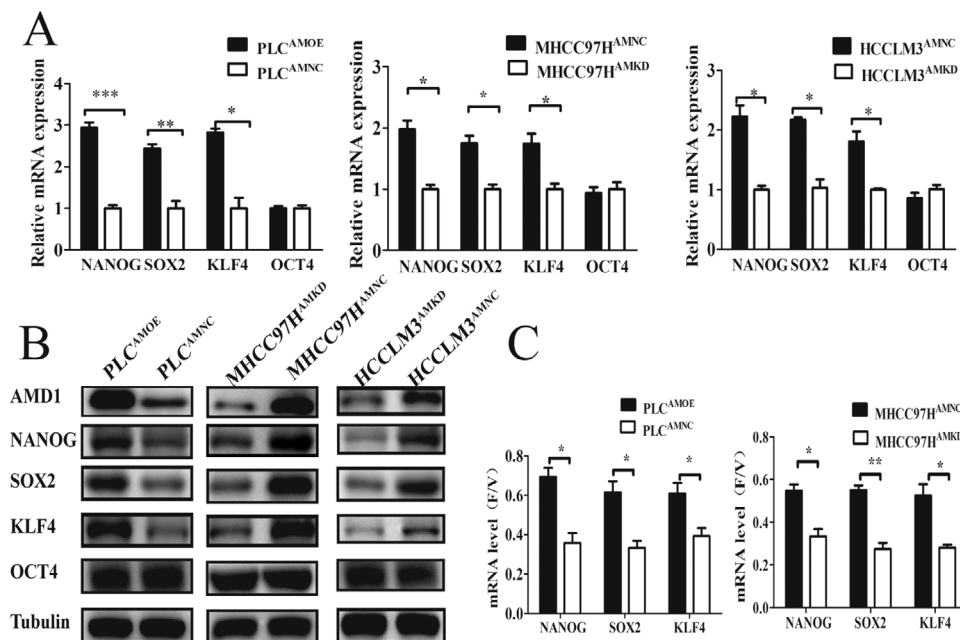 A
PLC^AMOE
PLC^AMNC
Relative mRNA expression
4
3
2
1
0
***
**
*
NANOG SOX2 KLF4 OCT4
MHCC97H^AMNC
MHCC97H^AMKD
Relative mRNA expression
3
2
1
0
*
*
*
NANOG SOX2 KLF4 OCT4
HCCLM3^AMNC
HCCLM3^AMKD
Relative mRNA expression
3
2
1
0
*
*
*
NANOG SOX2 KLF4 OCT4
B
PLC^AMOE PLC^AMNC MHCC97H^AMKD MHCC97H^AMNC HCCLM3^AMKD HCCLM3^AMNC
AMD1
NANOG
SOX2
KLF4
OCT4
Tubulin
C
PLC^AMOE
PLC^AMNC
mRNA level (F/V)
0.8
0.6
0.4
0.2
0.0
*
*
*
NANOG SOX2 KLF4
MHCC97H^AMNC
MHCC97H^AMKD
mRNA level (F/V)
0.8
0.6
0.4
0.2
0.0
*
**
*
NANOG SOX2 KLF4